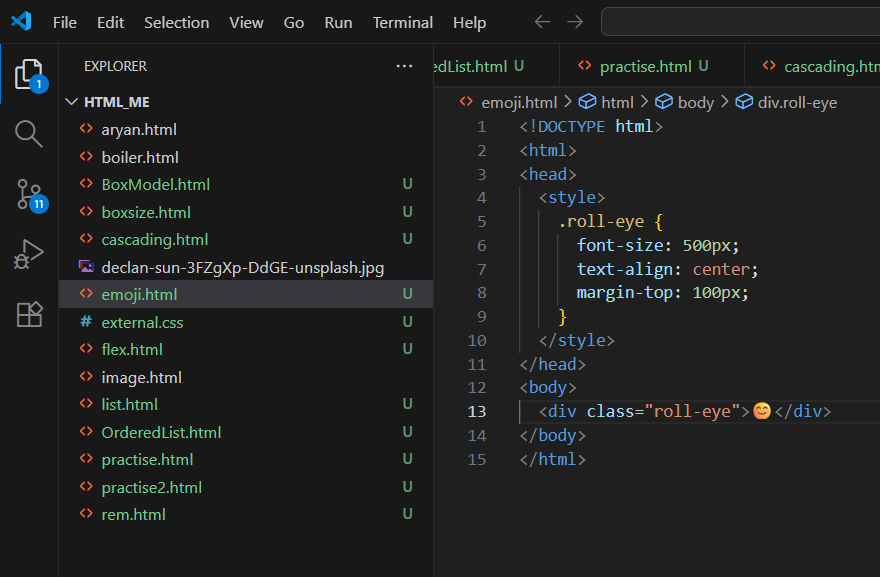 File Edit Selection View Go Run Terminal Help
EXPLORER ...
edList.html U practise.html U cascading.htm
1
HTML_ME
emoji.html > html > body > div.roll-eye
aryan.html
boiler.html
BoxModel.html U
boxsize.html U
11
cascading.html U
declan-sun-3FZgXp-DdGE-unsplash.jpg
emoji.html U
# external.css U
flex.html U
image.html
list.html U
OrderedList.html U
practise.html U
practise2.html U
rem.html U
1 <!DOCTYPE html>
2 <html>
3 <head>
4 <style>
5 .roll-eye {
6 font-size: 500px;
7 text-align: center;
8 margin-top: 100px;
9 }
10 </style>
11 </head>
12 <body>
13 <div class="roll-eye">😊</div>
14 </body>
15 </html>